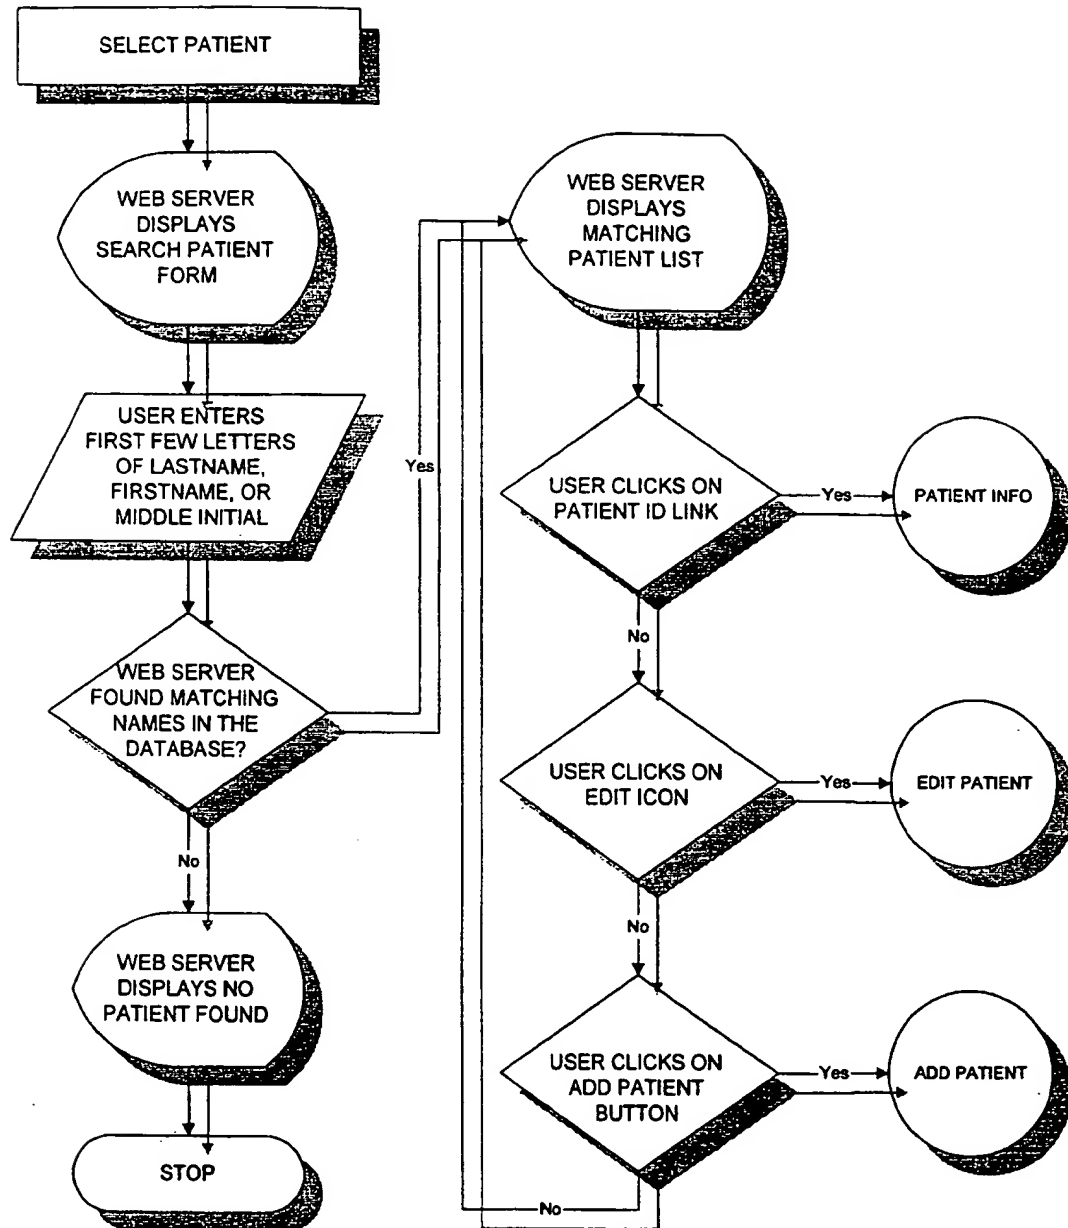 SELECT PATIENT
WEB SERVER
DISPLAYS
SEARCH PATIENT
FORM
USER ENTERS
FIRST FEW LETTERS
OF LASTNAME,
FIRSTNAME, OR
MIDDLE INITIAL
WEB SERVER
FOUND MATCHING
NAMES IN THE
DATABASE?
Yes
No
WEB SERVER
DISPLAYS NO
PATIENT FOUND
STOP
WEB SERVER
DISPLAYS
MATCHING
PATIENT LIST
USER CLICKS ON
PATIENT ID LINK
Yes
PATIENT INFO
No
USER CLICKS ON
EDIT ICON
Yes
EDIT PATIENT
No
USER CLICKS ON
ADD PATIENT
BUTTON
Yes
ADD PATIENT
No